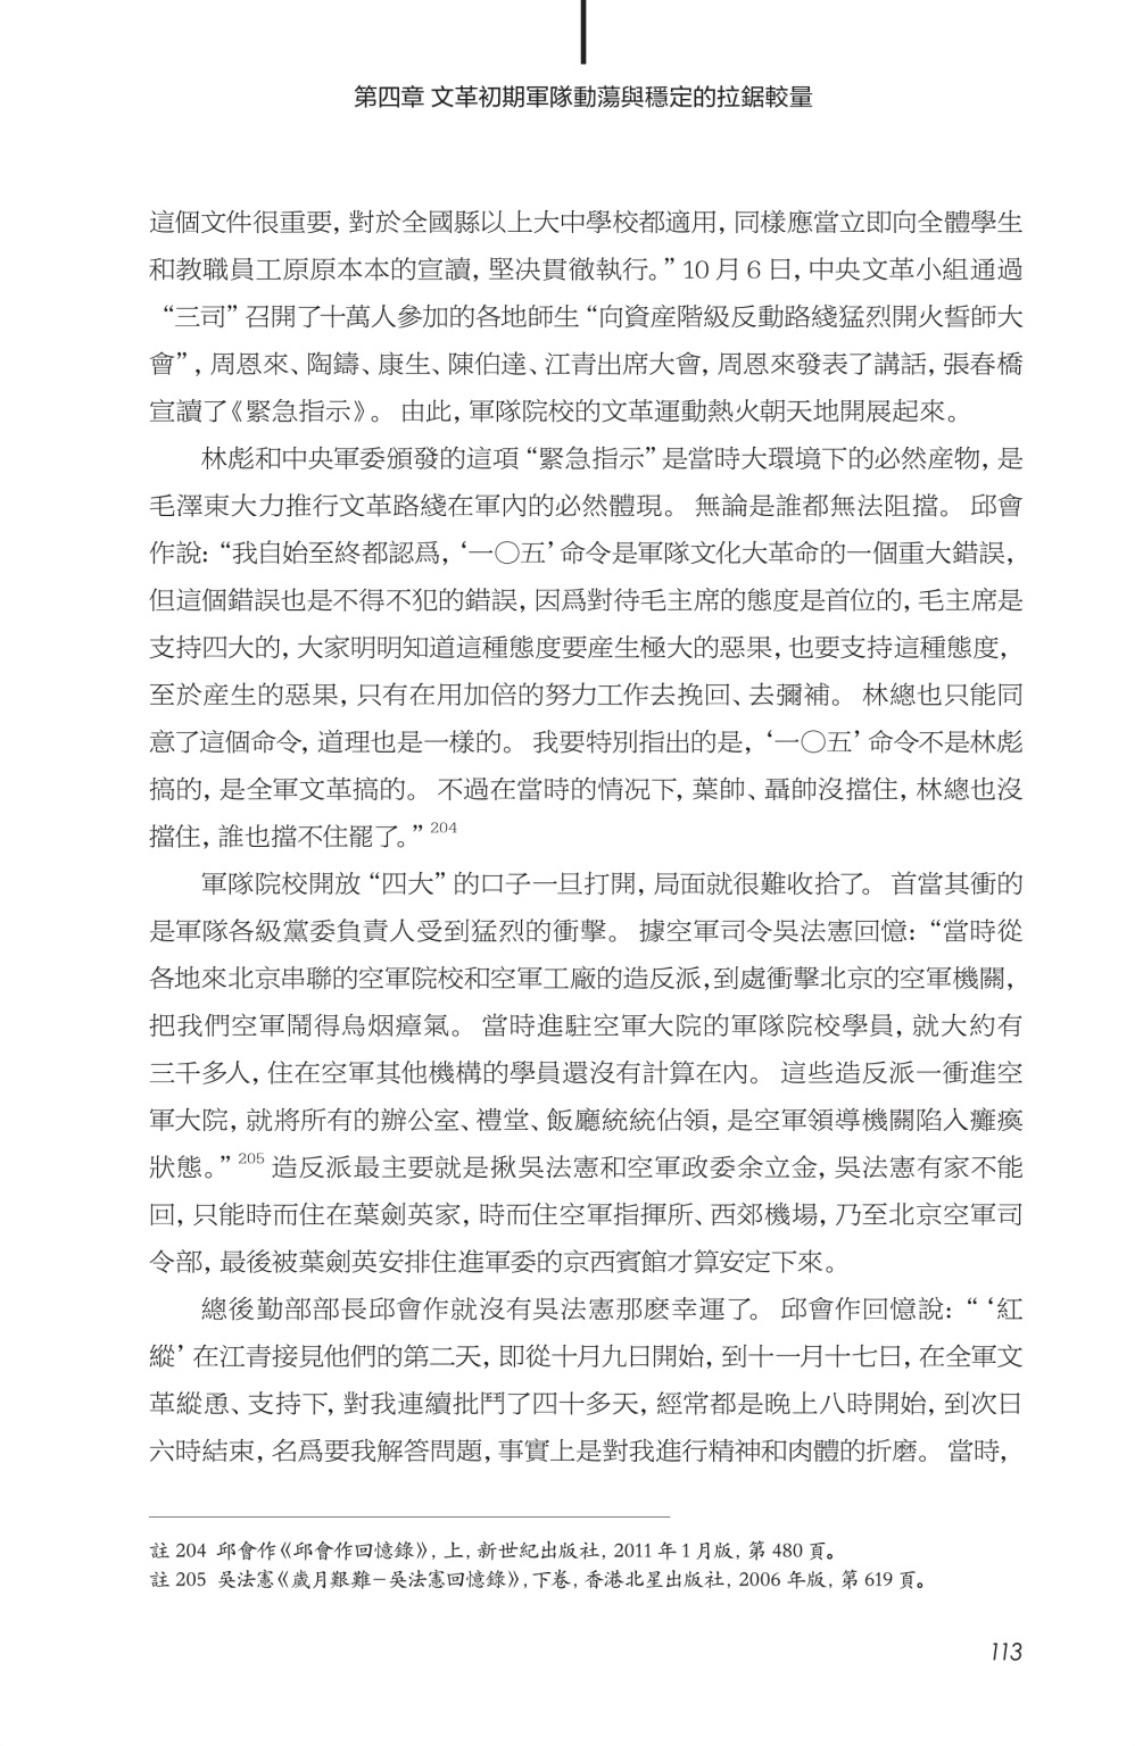 第四章 文革初期軍隊動蕩與穩定的拉鋸較量
這個文件很重要，對於全國縣以上大中學校都適用，同樣應當立即向全體學生
和教職員工原原本本的宣讀，堅決貫徹執行。”10 月 6 日，中央文革小組通過
“三司”召開了十萬人參加的各地師生“向資産階級反動路綫猛烈開火誓師大
會”，周恩來、陶鑄、康生、陳伯達、江青出席大會，周恩來發表了講話，張春橋
宣讀了《緊急指示》。 由此，軍隊院校的文革運動熱火朝天地開展起來。
林彪和中央軍委頒發的這項“緊急指示”是當時大環境下的必然産物，是
毛澤東大力推行文革路綫在軍內的必然體現。 無論是誰都無法阻擋。 邱會
作說：“我自始至終都認爲，‘一〇五’命令是軍隊文化大革命的一個重大錯誤，
但這個錯誤也是不得不犯的錯誤，因爲對待毛主席的態度是首位的，毛主席是
支持四大的，大家明明知道這種態度要産生極大的惡果，也要支持這種態度，
至於産生的惡果，只有在用加倍的努力工作去挽回、去彌補。 林總也只能同
意了這個命令，道理也是一樣的。 我要特別指出的是，‘一〇五’命令不是林彪
搞的，是全軍文革搞的。 不過在當時的情況下，葉帥、聶帥沒擋住，林總也沒
擋住，誰也擋不住罷了。”204
軍隊院校開放“四大”的口子一旦打開，局面就很難收拾了。 首當其衝的
是軍隊各級黨委負責人受到猛烈的衝擊。 據空軍司令吳法憲回憶：“當時從
各地來北京串聯的空軍院校和空軍工廠的造反派，到處衝擊北京的空軍機關，
把我們空軍鬧得烏烟瘴氣。 當時進駐空軍大院的軍隊院校學員，就大約有
三千多人，住在空軍其他機構的學員還沒有計算在內。 這些造反派一衝進空
軍大院，就將所有的辦公室、禮堂、飯廳統統佔領，是空軍領導機關陷入癱瘓
狀態。”205 造反派最主要就是揪吳法憲和空軍政委余立金，吳法憲有家不能
回，只能時而住在葉劍英家，時而住空軍指揮所、西郊機場，乃至北京空軍司
令部，最後被葉劍英安排住進軍委的京西賓館才算安定下來。
總後勤部部長邱會作就沒有吳法憲那麽幸運了。 邱會作回憶說：“‘紅
縱’在江青接見他們的第二天，即從十月九日開始，到十一月十七日，在全軍文
革縱恿、支持下，對我連續批鬥了四十多天，經常都是晚上八時開始，到次日
六時結束，名爲要我解答問題，事實上是對我進行精神和肉體的折磨。 當時，
註 204 邱會作《邱會作回憶錄》，上，新世紀出版社，2011 年 1 月版，第 480 頁。
註 205 吳法憲《歲月艱難－吳法憲回憶錄》，下卷，香港北星出版社，2006 年版，第 619 頁。
113